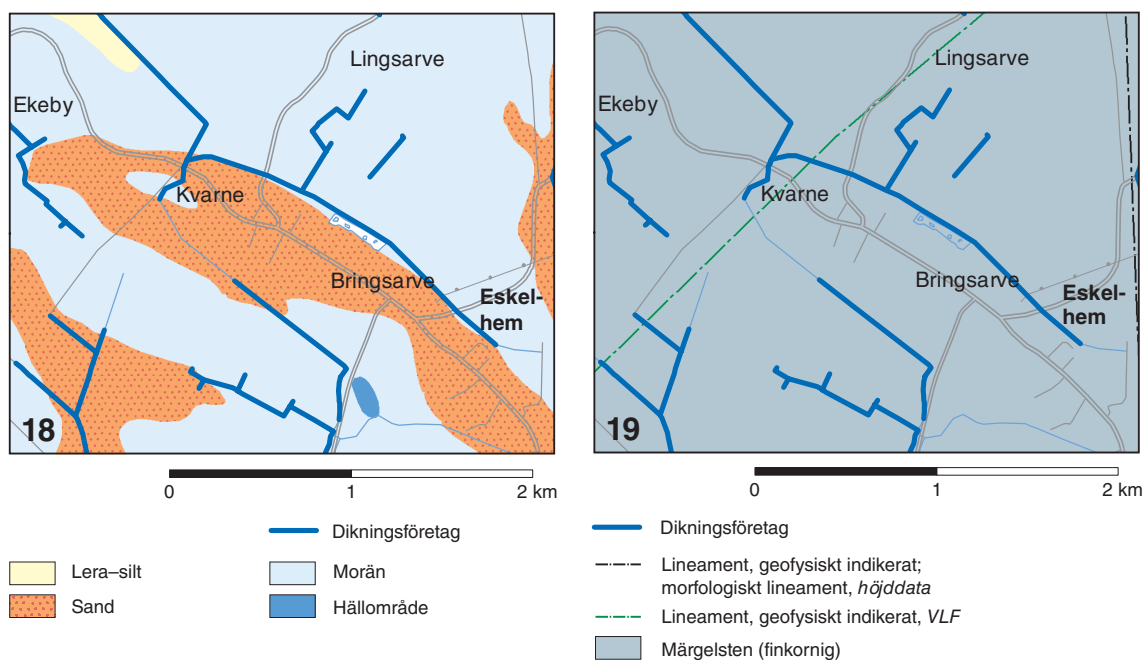 Lingsarve
Ekeby
Kvarne
Bringsarve
Eskel-
hem
18
0 1 2 km
Dikningsföretag
Lera–silt
Morän
Sand
Hällområde
Lingsarve
Ekeby
Kvarne
Bringsarve
Eskel-
hem
19
0 1 2 km
Dikningsföretag
Lineament, geofysiskt indikerat;
morfologiskt lineament, höjddata
Lineament, geofysiskt indikerat, VLF
Märgelsten (finkornig)